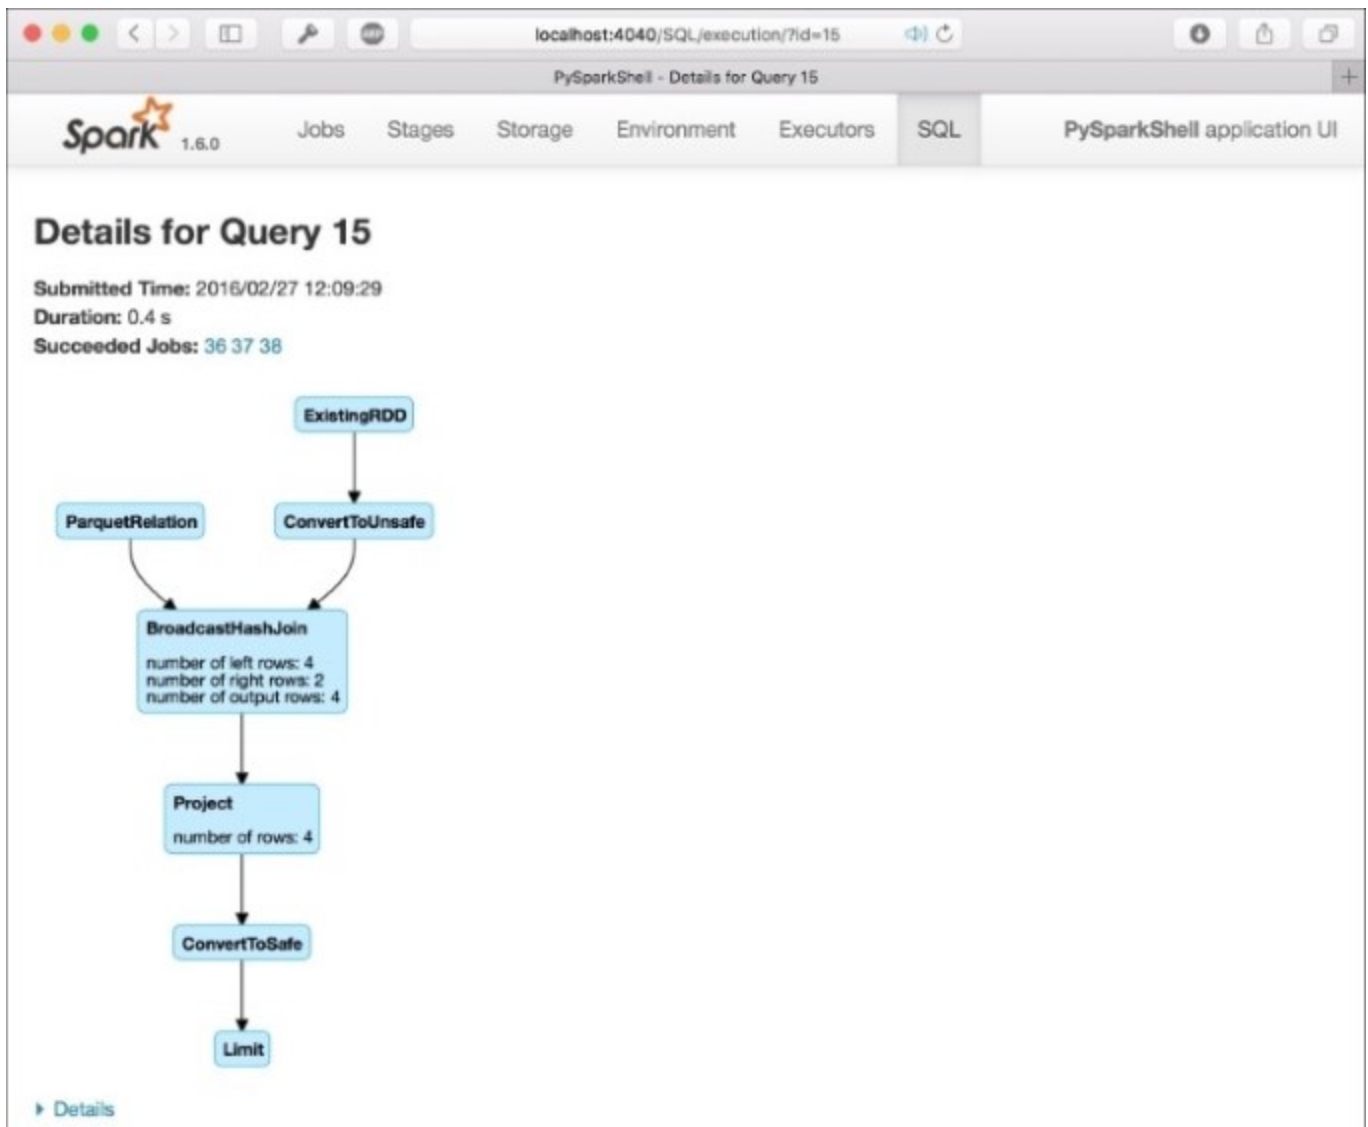 localhost:4040/SQL/execution/?id=15
PySparkShell - Details for Query 15
Spark 1.6.0
Jobs
Stages
Storage
Environment
Executors
SQL
PySparkShell application UI
Details for Query 15
Submitted Time: 2016/02/27 12:09:29
Duration: 0.4 s
Succeeded Jobs: 36 37 38
ExistingRDD
ParquetRelation
ConvertToUnsafe
BroadcastHashJoin
number of left rows: 4
number of right rows: 2
number of output rows: 4
Project
number of rows: 4
ConvertToSafe
Limit
Details